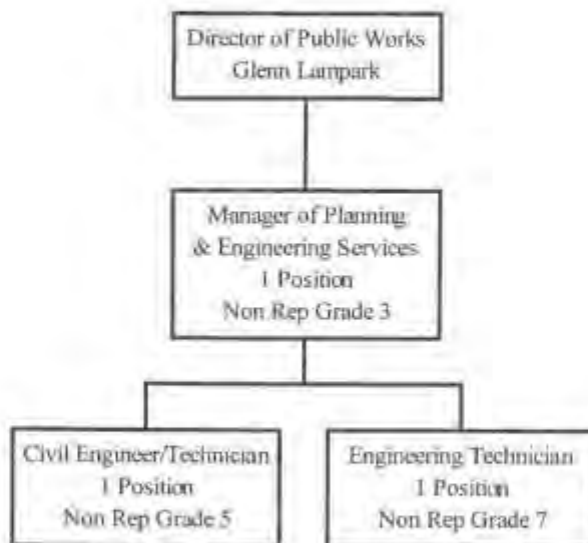 Director of Public Works
Glenn Lampark
Manager of Planning
& Engineering Services
1 Position
Non Rep Grade 3
Civil Engineer/Technician
1 Position
Non Rep Grade 5
Engineering Technician
1 Position
Non Rep Grade 7